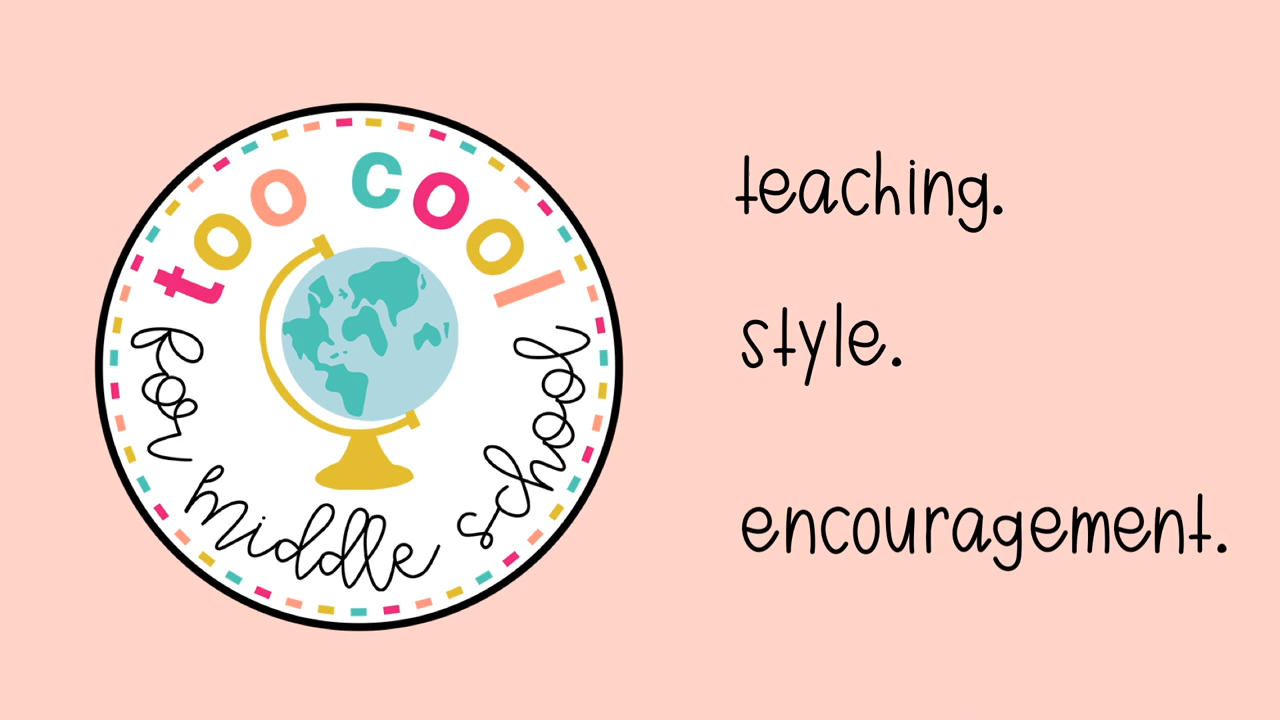 too cool
for middle school
teaching.
style.
encouragement.